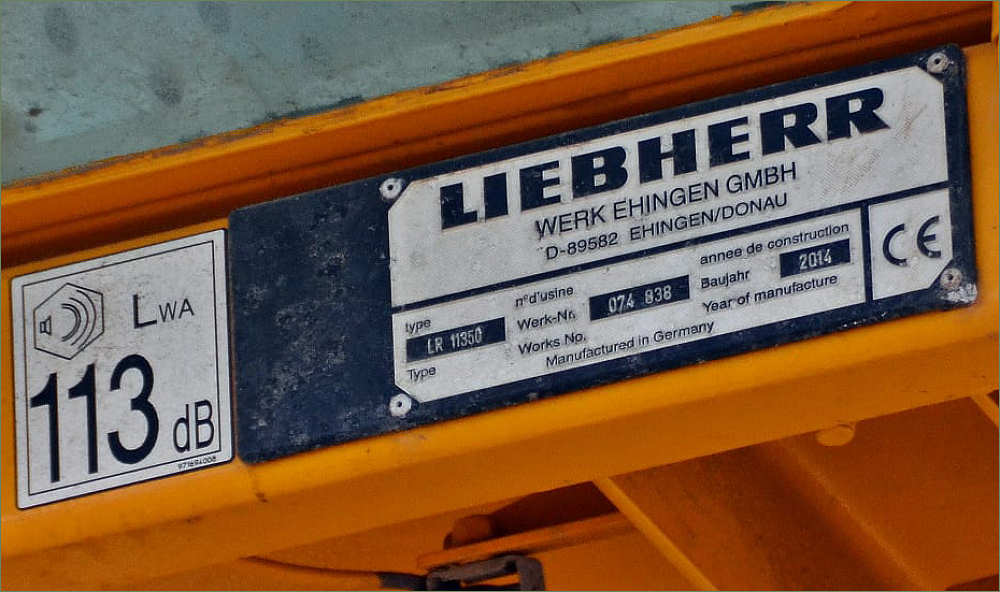 LWA
113 dB
971694008
LIEBHERR
WERK EHINGEN GMBH
D-89582 EHINGEN/DONAU
type
LR 11350
Type
n°d'usine
Werk-Nr.
074 838
Works No.
annee de construction
Baujahr
2014
Year of manufacture
Manufactured in Germany
CE